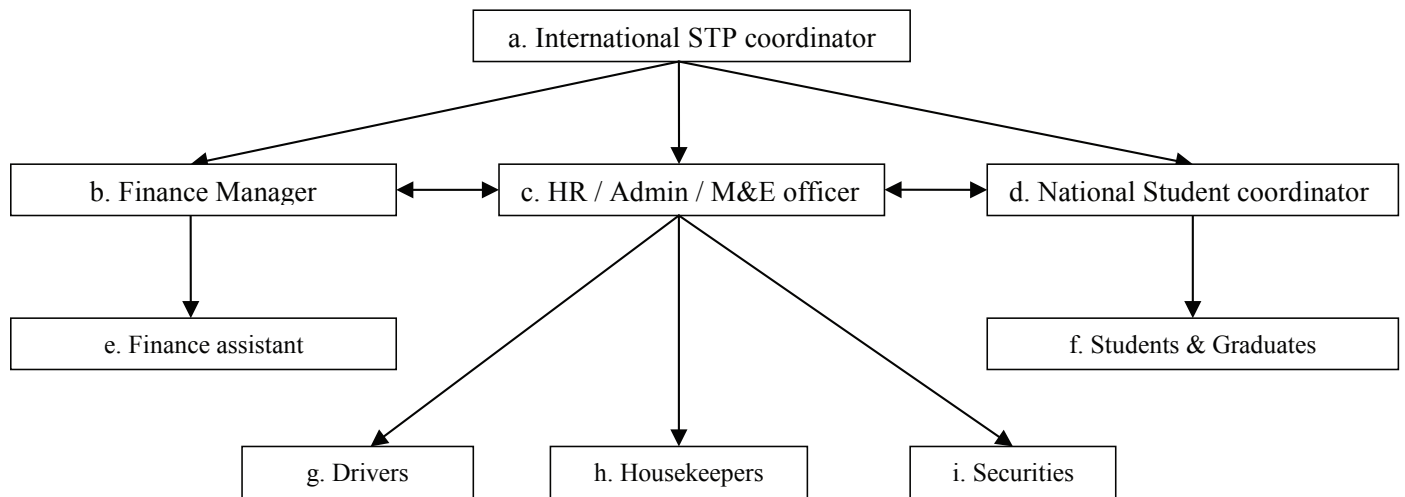 a. International STP coordinator
b. Finance Manager
c. HR / Admin / M&E officer
d. National Student coordinator
e. Finance assistant
f. Students & Graduates
g. Drivers
h. Housekeepers
i. Securities